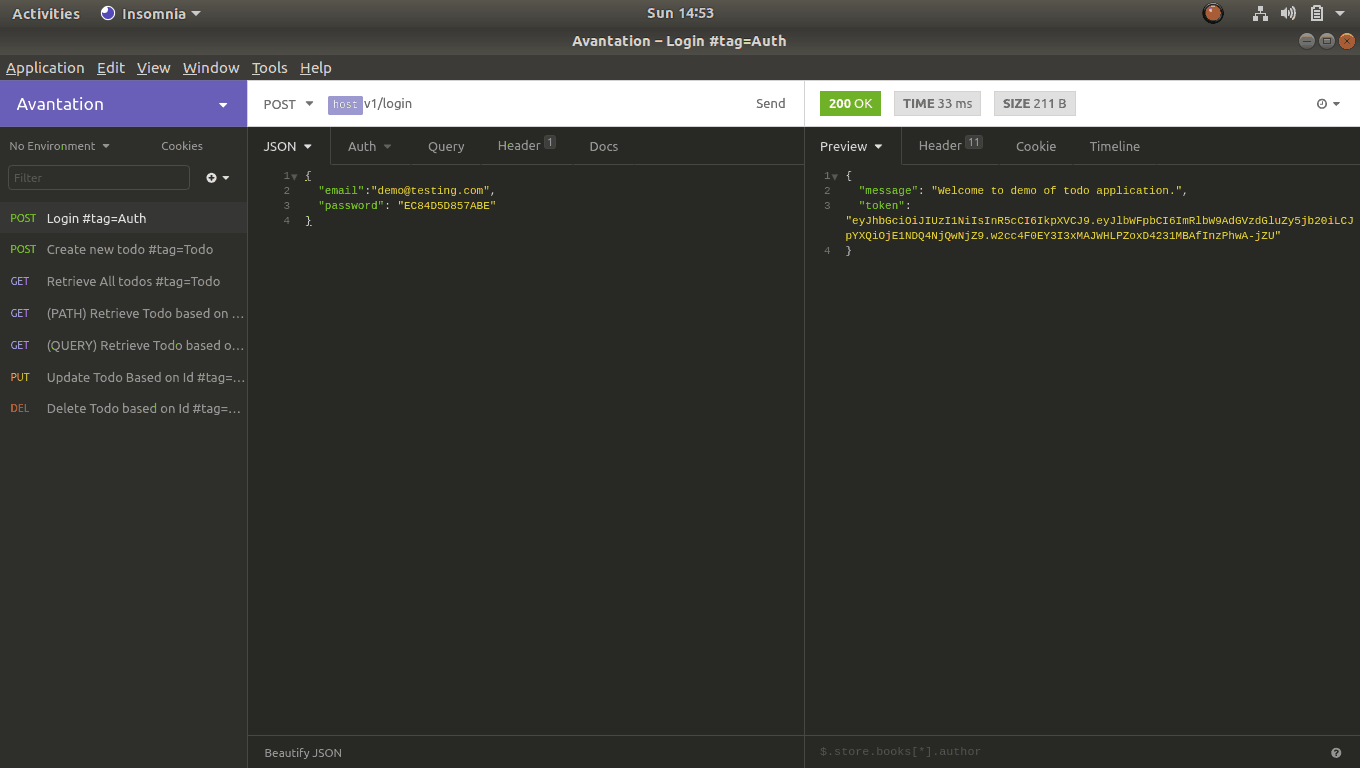 Activities Insomnia Sun 14:53
Avantation – Login #tag=Auth
Application Edit View Window Tools Help
Avantation
POST host v1/login Send
200 OK TIME 33 ms SIZE 211 B
No Environment Cookies
Filter
POST Login #tag=Auth
POST Create new todo #tag=Todo
GET Retrieve All todos #tag=Todo
GET (PATH) Retrieve Todo based on ...
GET (QUERY) Retrieve Todo based o...
PUT Update Todo Based on Id #tag=...
DEL Delete Todo based on Id #tag=...
JSON Auth Query Header 1 Docs
1 {
2 "email":"demo@testing.com",
3 "password": "EC84D5D857ABE"
4 }
Beautify JSON
Preview Header 11 Cookie Timeline
1 {
2 "message": "Welcome to demo of todo application.",
3 "token":
"eyJhbGciOiJIUzI1NiIsInR5cCI6IkpXVCJ9.eyJlbWFpbCI6ImRlbW9AdGVzdGluZy5jb20iLCJ
pYXQiOjE1NDQ4NjQwNjZ9.w2cc4F0EY3I3xMAJWHLPZoxD4231MBAfInzPhwA-jZU"
4 }
$.store.books[*].author